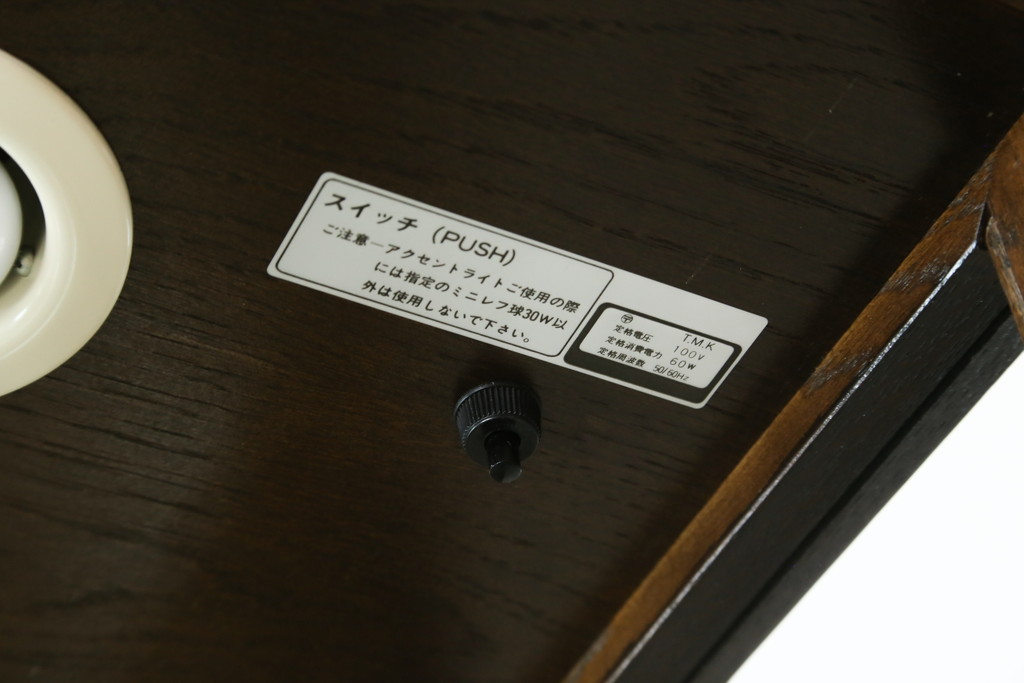 スイッチ (PUSH)
ご注意―アクセントライトご使用の際
には指定のミニレフ球30W以
外は使用しないで下さい。
〒 T.M.K
定格電圧 100V
定格消費電力 60W
定格周波数 50/60Hz